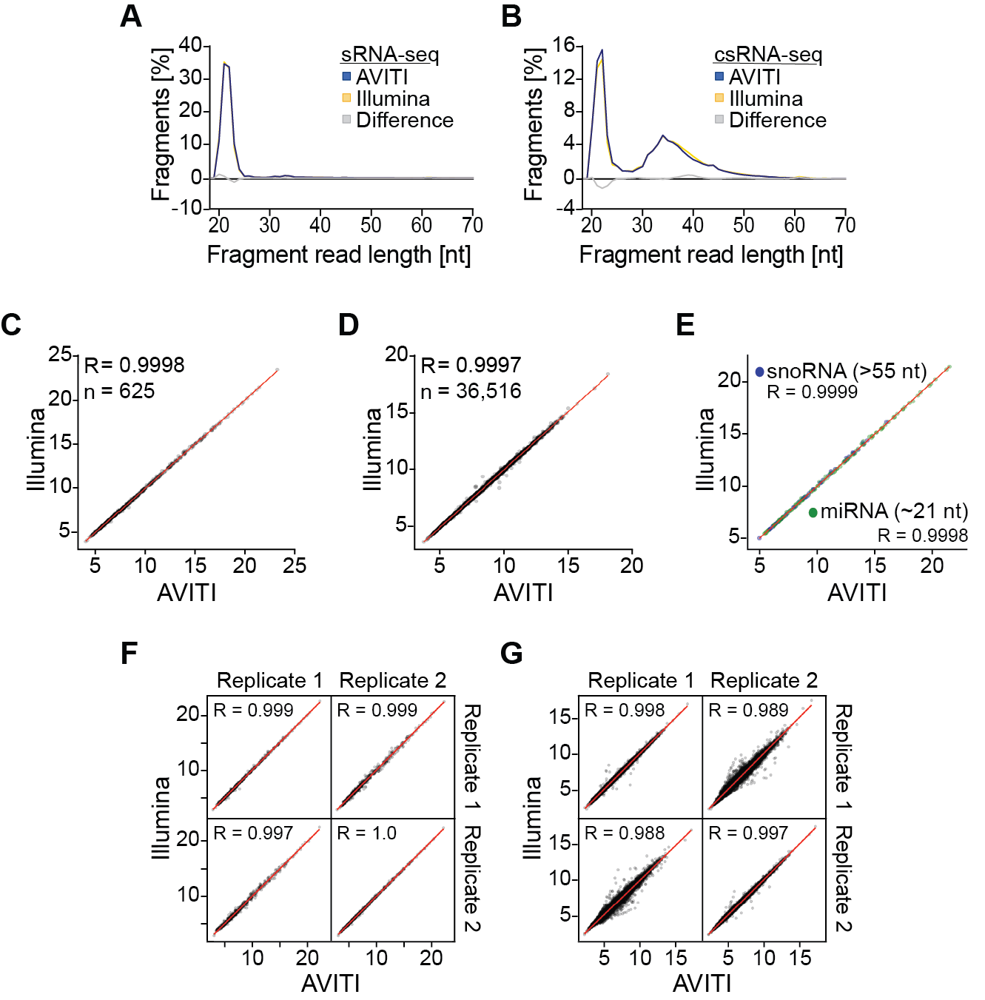 A
40
30
20
10
0
-10
Fragments [%]
sRNA-seq
AVITI
Illumina
Difference
20 30 40 50 60 70
Fragment read length [nt]
B
16
12
8
4
0
-4
Fragments [%]
csRNA-seq
AVITI
Illumina
Difference
20 30 40 50 60 70
Fragment read length [nt]
C
25
20
15
10
5
Illumina
R= 0.9998
n = 625
5 10 15 20 25
AVITI
D
20
15
10
5
Illumina
R= 0.9997
n = 36,516
5 10 15 20
AVITI
E
20
15
10
5
Illumina
snoRNA (>55 nt)
R = 0.9999
miRNA (~21 nt)
R = 0.9998
5 10 15 20
AVITI
F
Replicate 1 Replicate 2
20
10
R = 0.999 R = 0.999
Replicate 1
Illumina
20
10
R = 0.997 R = 1.0
Replicate 2
10 20 10 20
AVITI
G
Replicate 1 Replicate 2
15
10
5
R = 0.998 R = 0.989
Replicate 1
Illumina
15
10
5
R = 0.988 R = 0.997
Replicate 2
5 10 15 5 10 15
AVITI